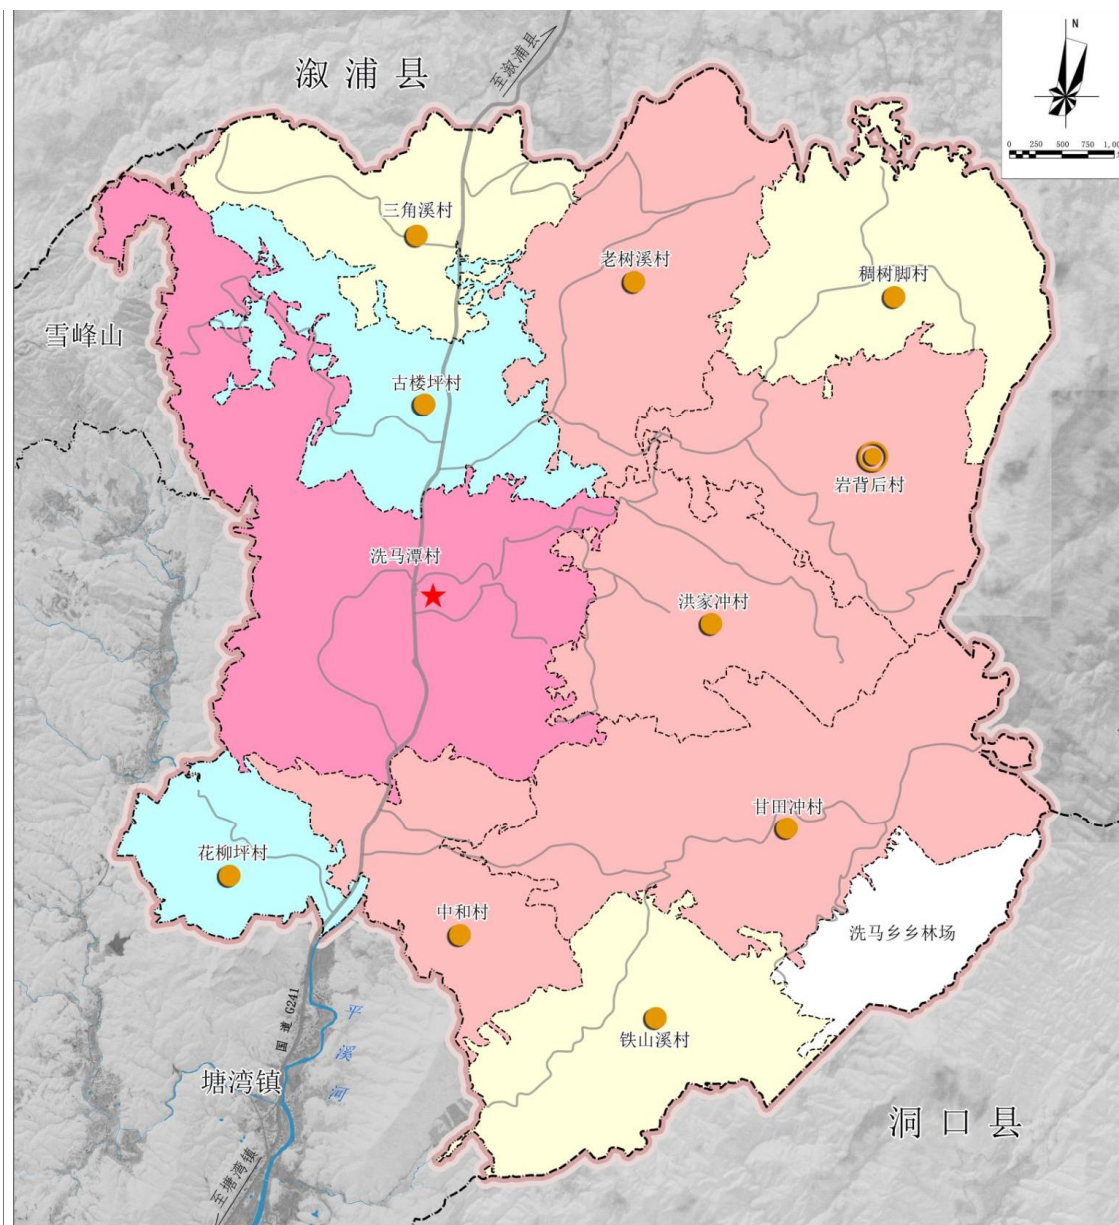 溆浦县
至溆浦县
N
0 250 500 750 1,00
三角溪村
老树溪村
稠树脚村
雪峰山
古楼坪村
岩背后村
洗马潭村
洪家冲村
甘田冲村
花柳坪村
中和村
洗马乡乡林场
国道 G241
平溪河
铁山溪村
塘湾镇
洞口县
至塘湾镇